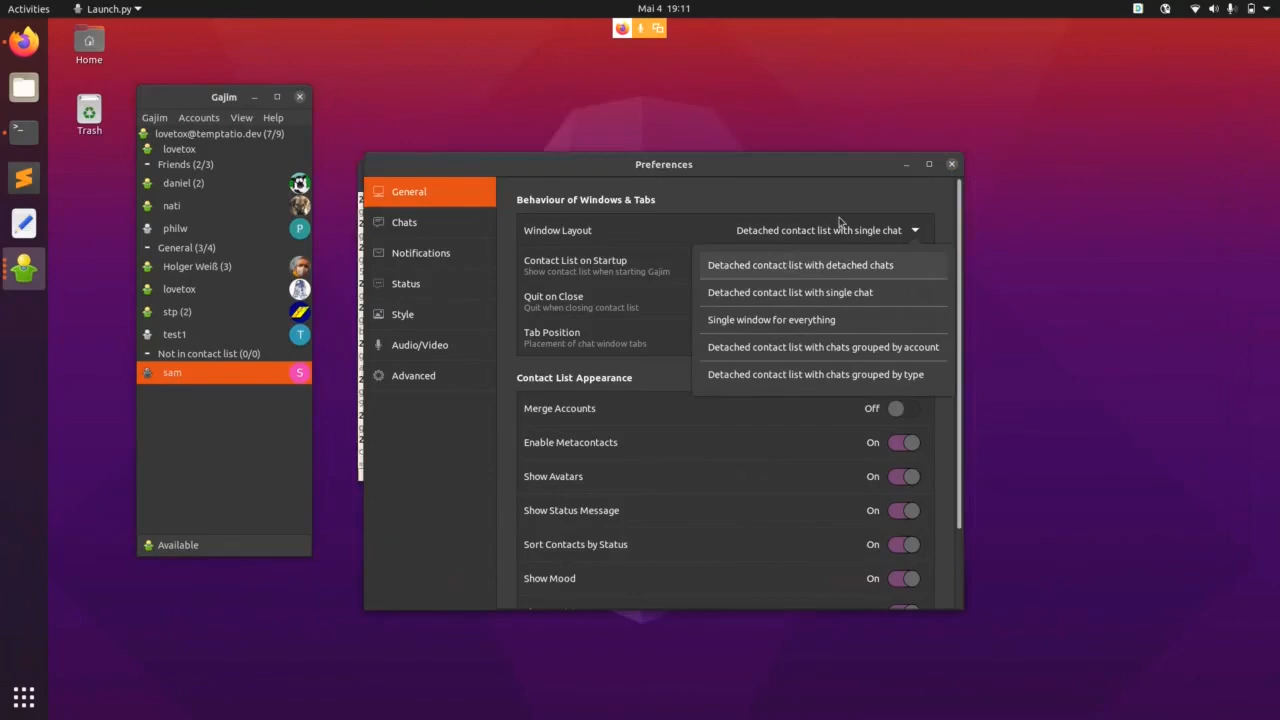 Activities
Launch.py
Mai 4 19:11
Home
Trash
Gajim
Gajim Accounts View Help
lovetox@temptatio.dev (7/9)
lovetox
Friends (2/3)
daniel (2)
nati
philw
P
General (3/4)
Holger Weiß (3)
lovetox
stp (2)
test1
T
Not in contact list (0/0)
sam
S
Available
Preferences
General
Chats
Notifications
Status
Style
Audio/Video
Advanced
Behaviour of Windows & Tabs
Window Layout
Detached contact list with single chat
Contact List on Startup
Show contact list when starting Gajim
Quit on Close
Quit when closing contact list
Tab Position
Placement of chat window tabs
Detached contact list with detached chats
Detached contact list with single chat
Single window for everything
Detached contact list with chats grouped by account
Detached contact list with chats grouped by type
Contact List Appearance
Merge Accounts Off
Enable Metacontacts On
Show Avatars On
Show Status Message On
Sort Contacts by Status On
Show Mood On